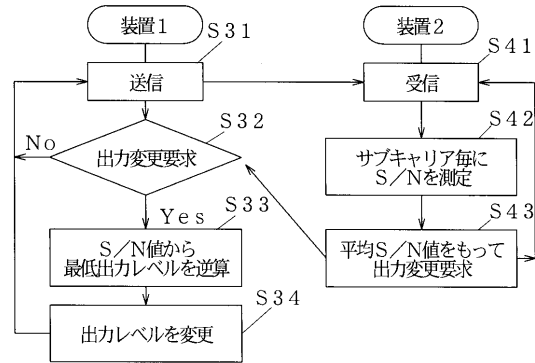 装置1
装置2
S31
S41
送信
受信
S32
S42
No
出力変更要求
サブキャリア毎に
S/Nを測定
Yes
S33
S43
S/N値から
最低出力レベルを逆算
平均S/N値をもって
出力変更要求
S34
出力レベルを変更